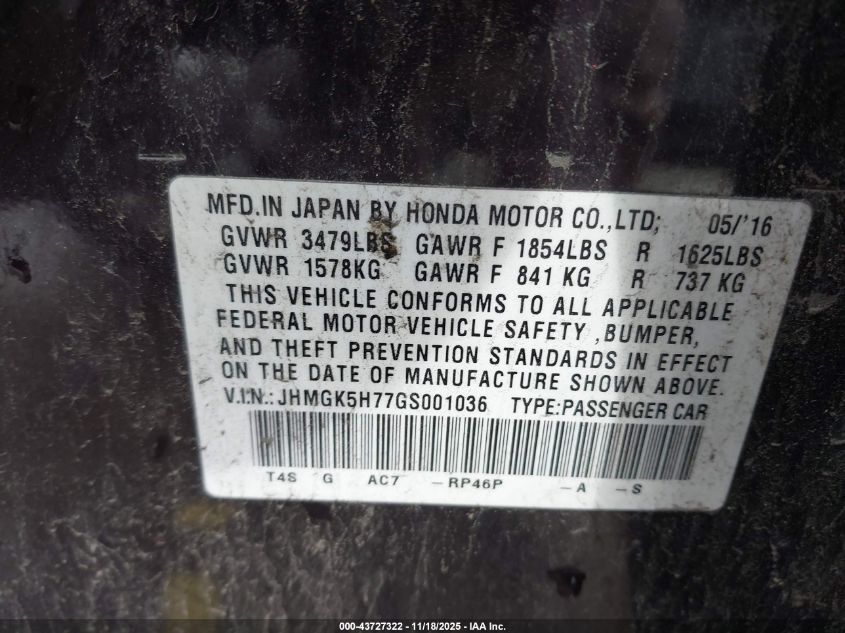 MFD.IN JAPAN BY HONDA MOTOR CO.,LTD; 05/'16
GVWR 3479LBS GAWR F 1854LBS R 1625LBS
GVWR 1578KG GAWR F 841 KG R 737 KG
THIS VEHICLE CONFORMS TO ALL APPLICABLE
FEDERAL MOTOR VEHICLE SAFETY ,BUMPER,
AND THEFT PREVENTION STANDARDS IN EFFECT
ON THE DATE OF MANUFACTURE SHOWN ABOVE.
V.I.N.:JHMGK5H77GS001036 TYPE:PASSENGER CAR
T4S G AC7 -RP46P -A -S
000-43727322 - 11/18/2025 - IAA Inc.